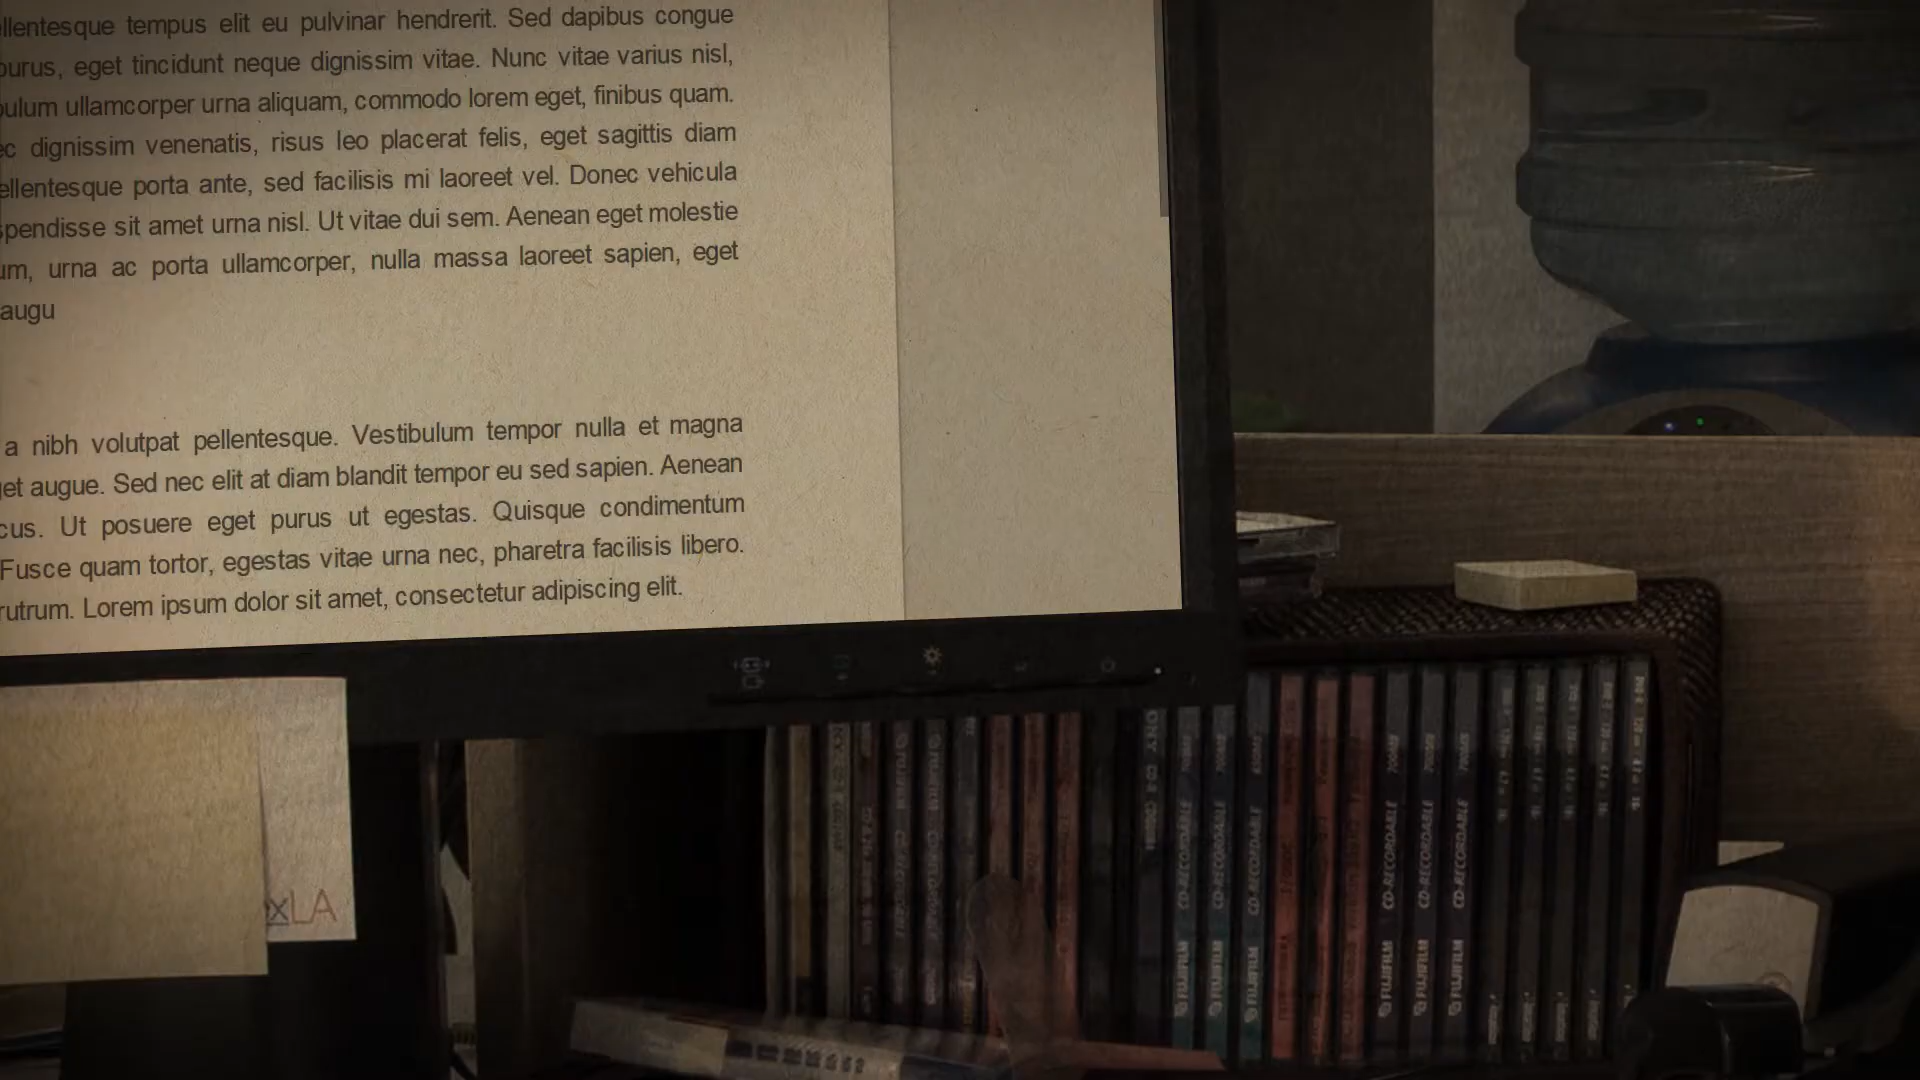 llentesque tempus elit eu pulvinar hendrerit. Sed dapibus congue
purus, eget tincidunt neque dignissim vitae. Nunc vitae varius nisl,
bulum ullamcorper urna aliquam, commodo lorem eget, finibus quam.
ec dignissim venenatis, risus leo placerat felis, eget sagittis diam
ellentesque porta ante, sed facilisis mi laoreet vel. Donec vehicula
spendisse sit amet urna nisl. Ut vitae dui sem. Aenean eget molestie
um, urna ac porta ullamcorper, nulla massa laoreet sapien, eget
augu
a nibh volutpat pellentesque. Vestibulum tempor nulla et magna
get augue. Sed nec elit at diam blandit tempor eu sed sapien. Aenean
cus. Ut posuere eget purus ut egestas. Quisque condimentum
Fusce quam tortor, egestas vitae urna nec, pharetra facilisis libero.
rutrum. Lorem ipsum dolor sit amet, consectetur adipiscing elit.
xLA
FUJIFILM CD-RECORDABLE
FUJIFILM CD-RECORDABLE
FUJIFILM CD-RECORDABLE
FUJIFILM CD-RECORDABLE
FUJIFILM CD-RECORDABLE
FUJIFILM CD-RECORDABLE